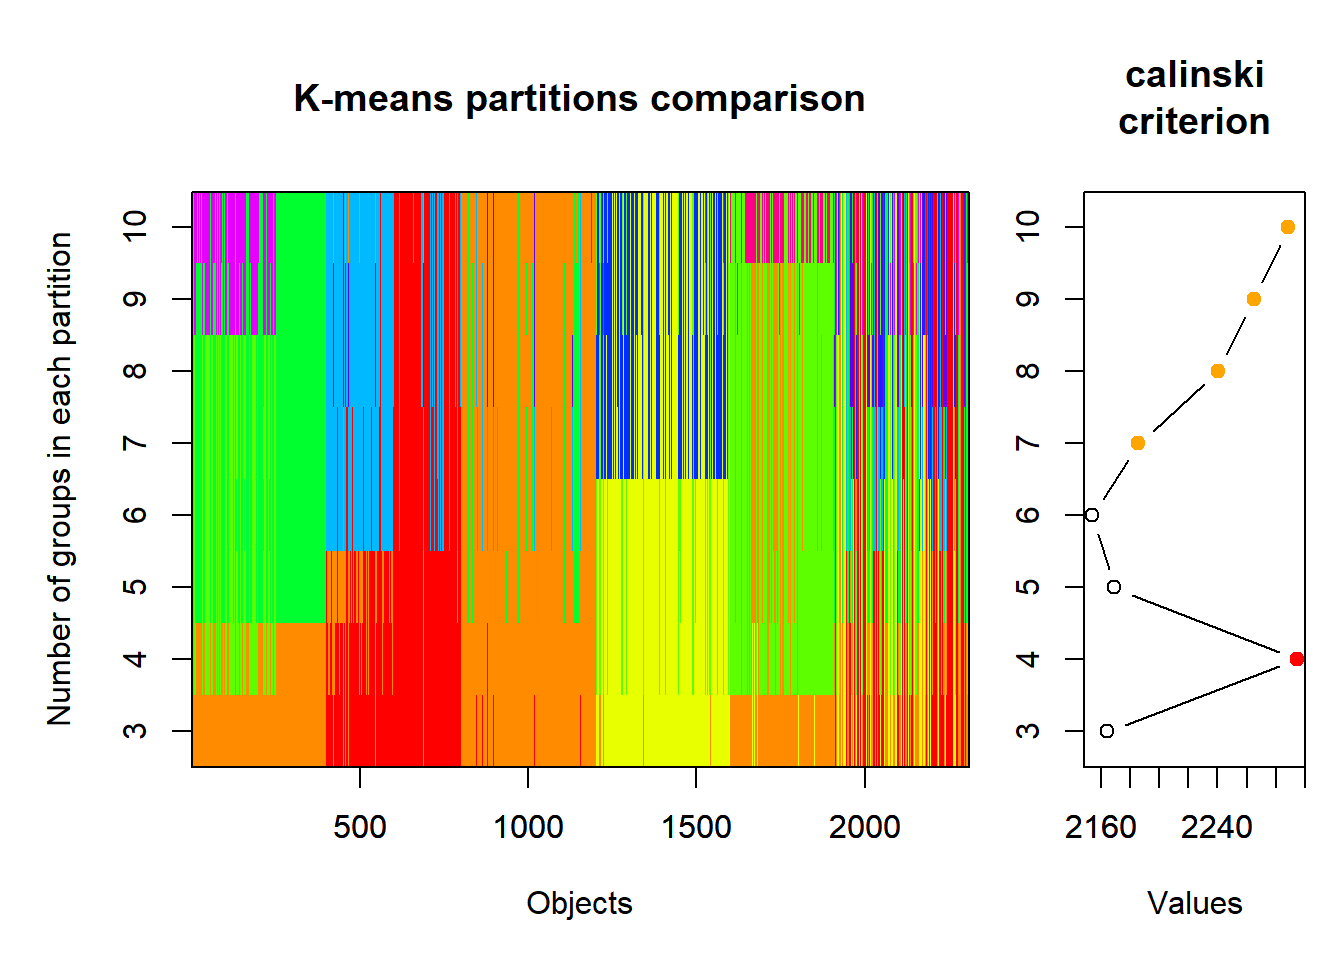 K-means partitions comparison
calinski
criterion
Number of groups in each partition
10
9
8
7
6
5
4
3
500 1000 1500 2000
Objects
10
9
8
7
6
5
4
3
2160 2240
Values